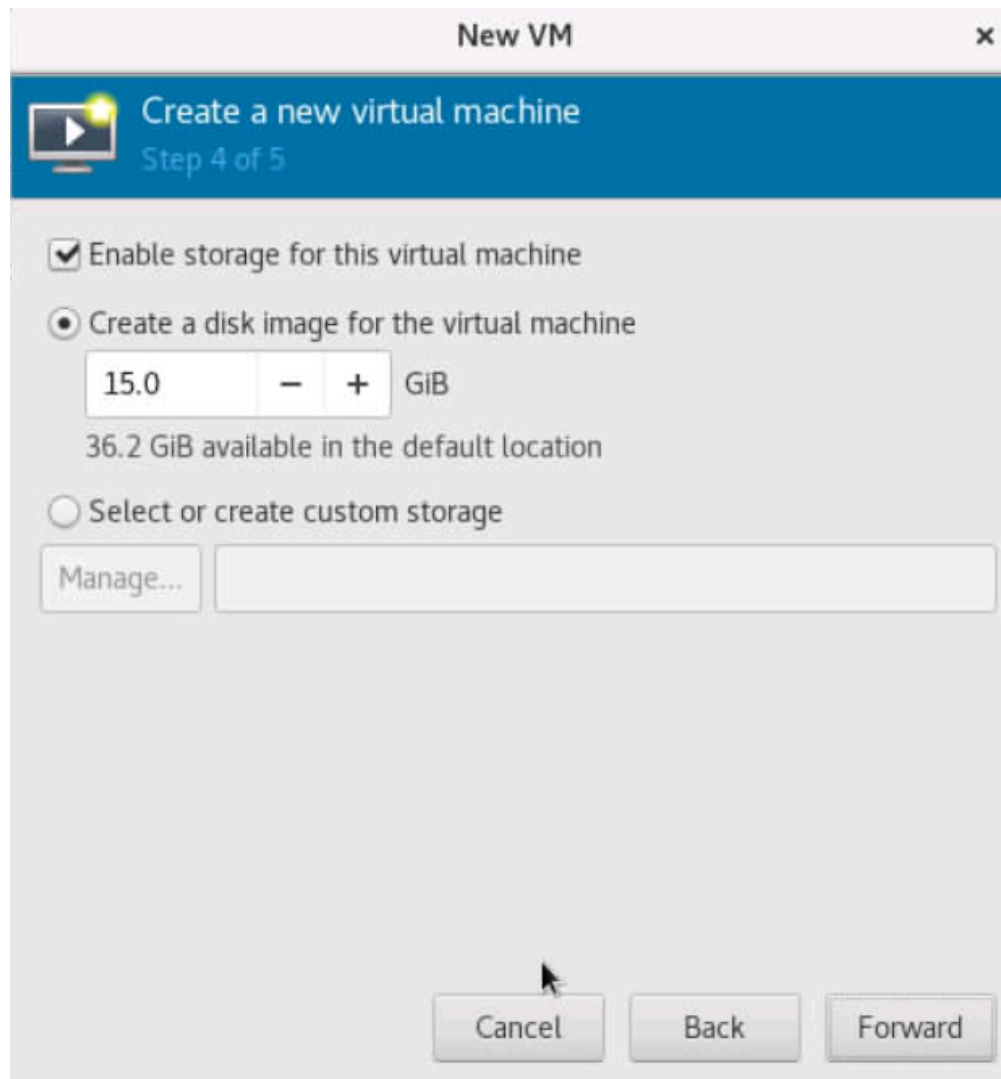 New VM
Create a new virtual machine
Step 4 of 5
Enable storage for this virtual machine
Create a disk image for the virtual machine
15.0 − + GiB
36.2 GiB available in the default location
Select or create custom storage
Manage...
Cancel Back Forward